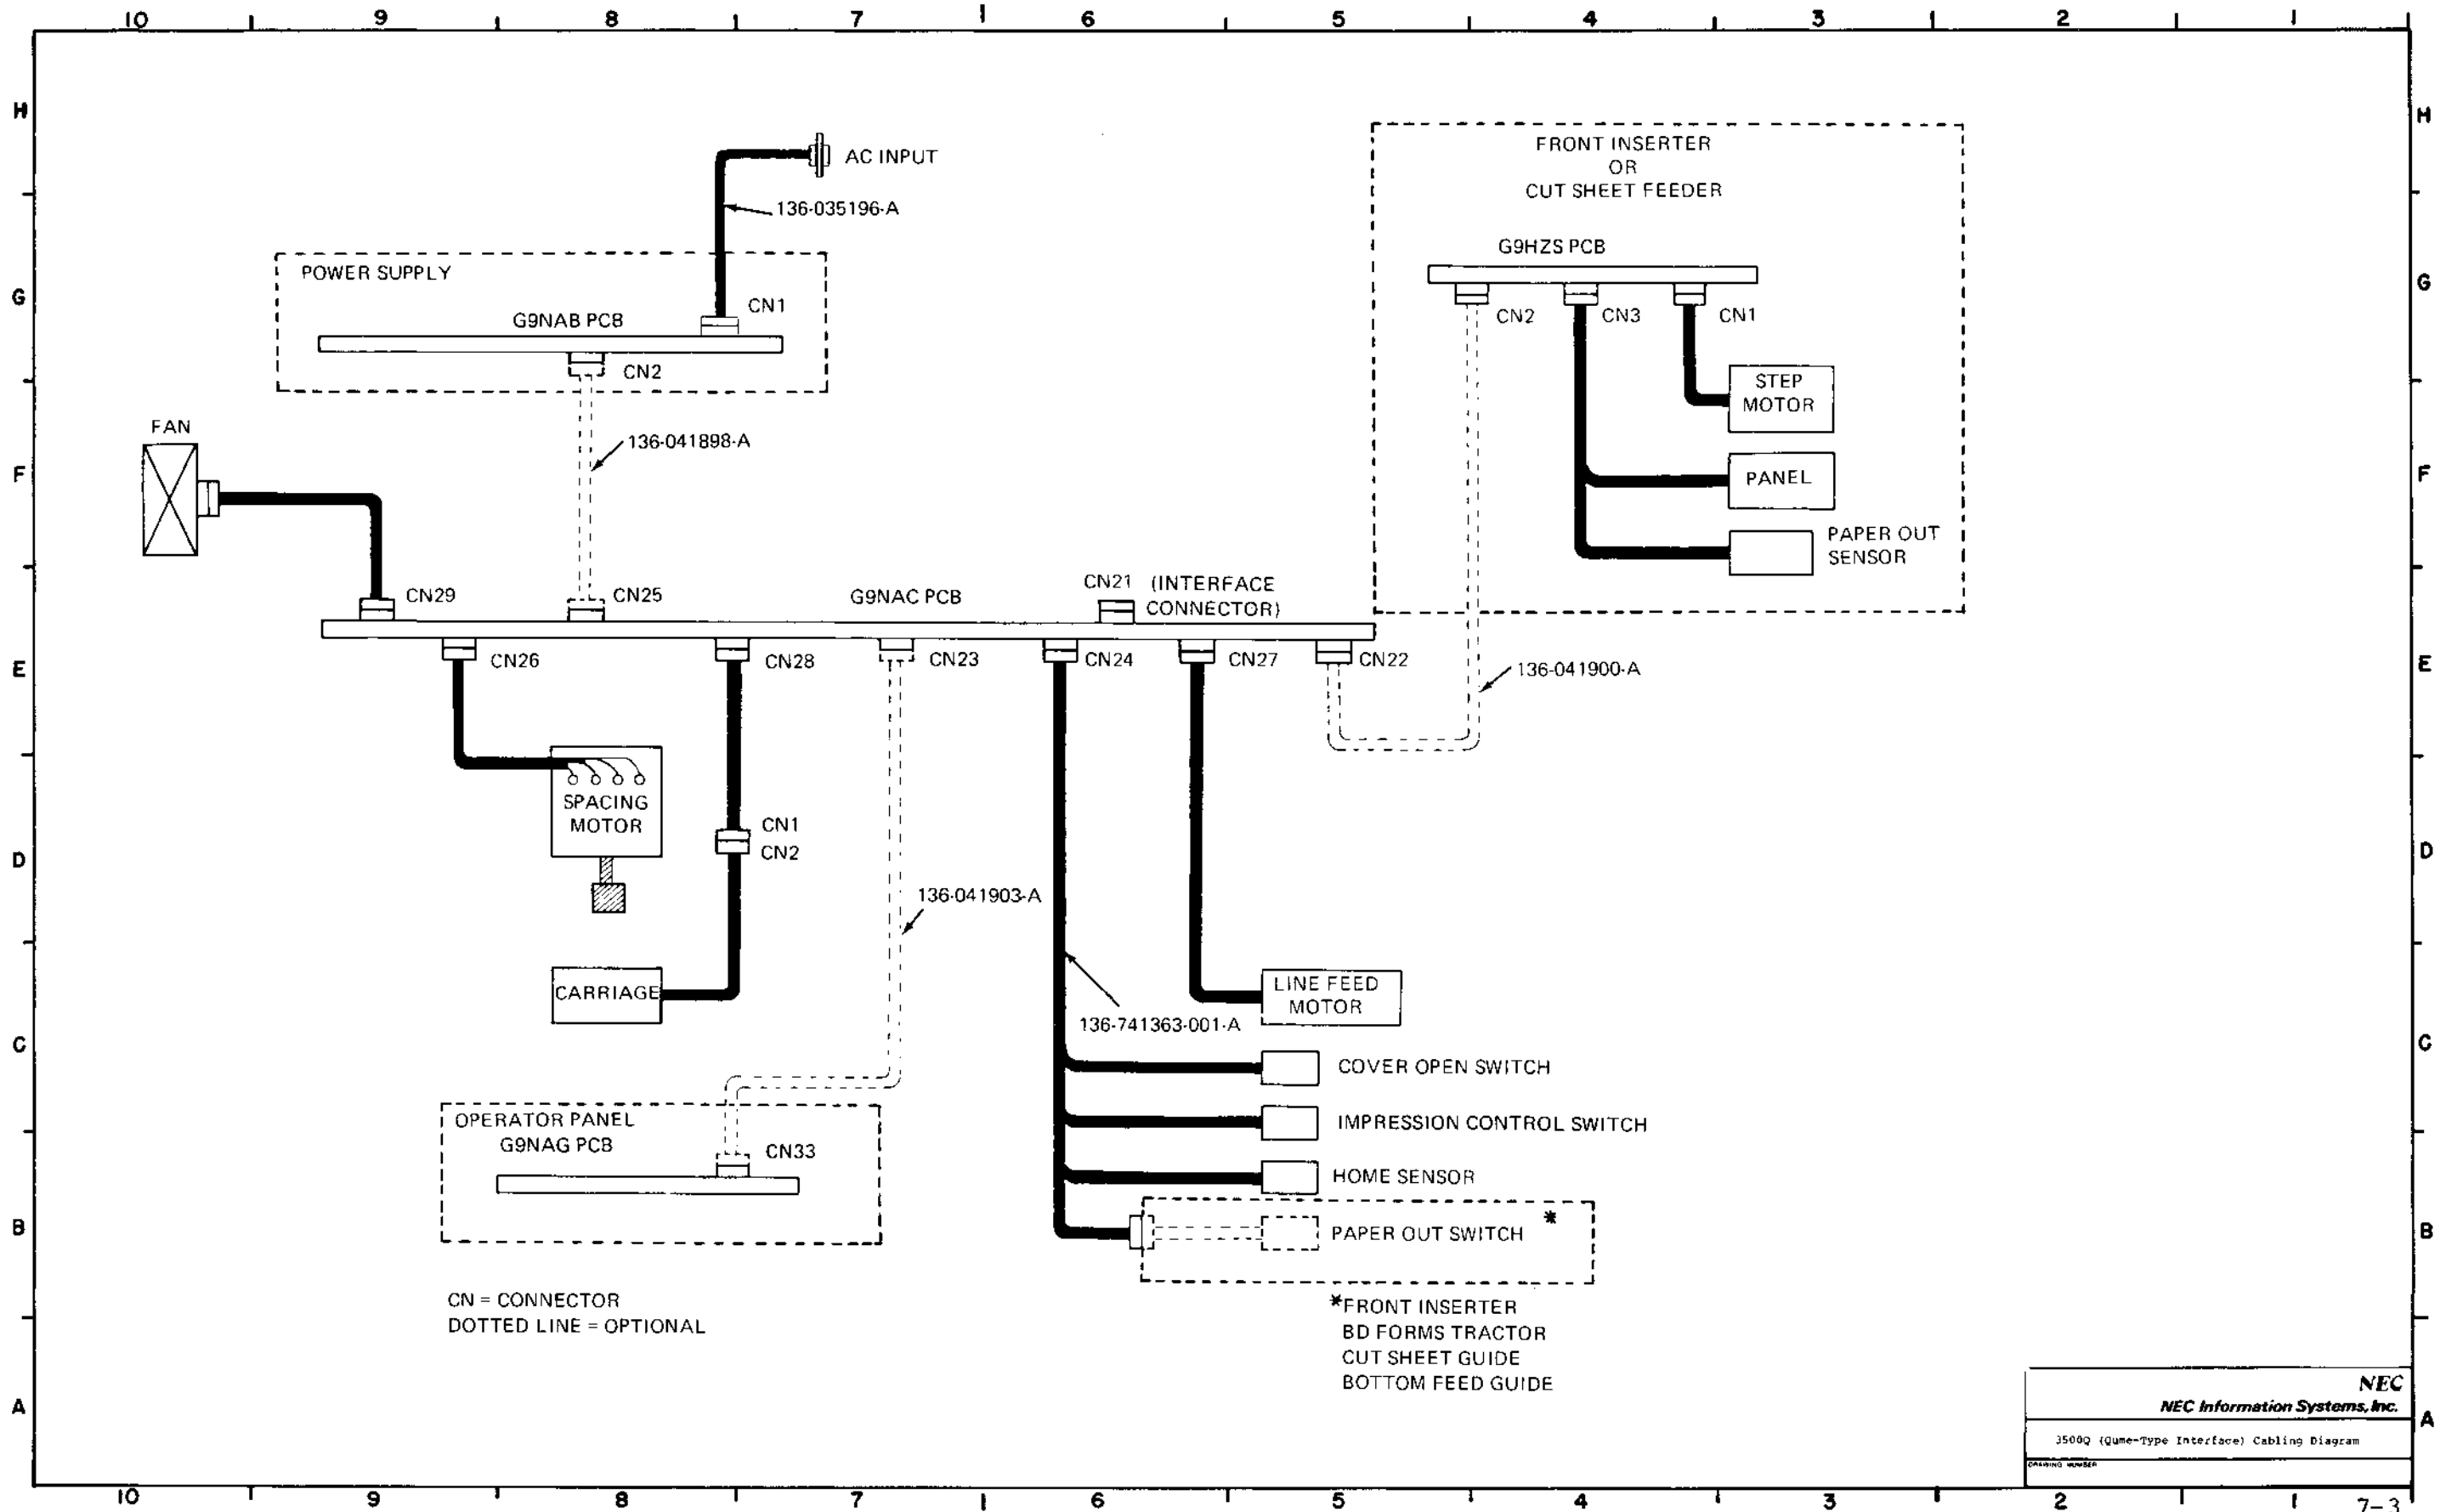 10 9 8 7 6 5 4 3 2 1
H
H
AC INPUT
136-035196-A
FRONT INSERTER
OR
CUT SHEET FEEDER
POWER SUPPLY
G9HZS PCB
G
G
CN1
G9NAB PCB
CN2
CN2
CN3
CN1
STEP
MOTOR
FAN
136-041898-A
F
F
PANEL
PAPER OUT
SENSOR
CN29
CN25
G9NAC PCB
CN21 (INTERFACE
CONNECTOR)
CN26
CN28
CN23
CN24
CN27
CN22
E
E
136-041900-A
SPACING
MOTOR
CN1
CN2
D
D
136-041903-A
CARRIAGE
LINE FEED
MOTOR
136-741363-001-A
C
C
COVER OPEN SWITCH
OPERATOR PANEL
G9NAG PCB
IMPRESSION CONTROL SWITCH
CN33
HOME SENSOR
B
B
PAPER OUT SWITCH *
CN = CONNECTOR
DOTTED LINE = OPTIONAL
*FRONT INSERTER
BD FORMS TRACTOR
CUT SHEET GUIDE
BOTTOM FEED GUIDE
A
A
NEC
NEC Information Systems, Inc.
3500Q (Qume-Type Interface) Cabling Diagram
DRAWING NUMBER
10 9 8 7 6 5 4 3 2 1
7-3